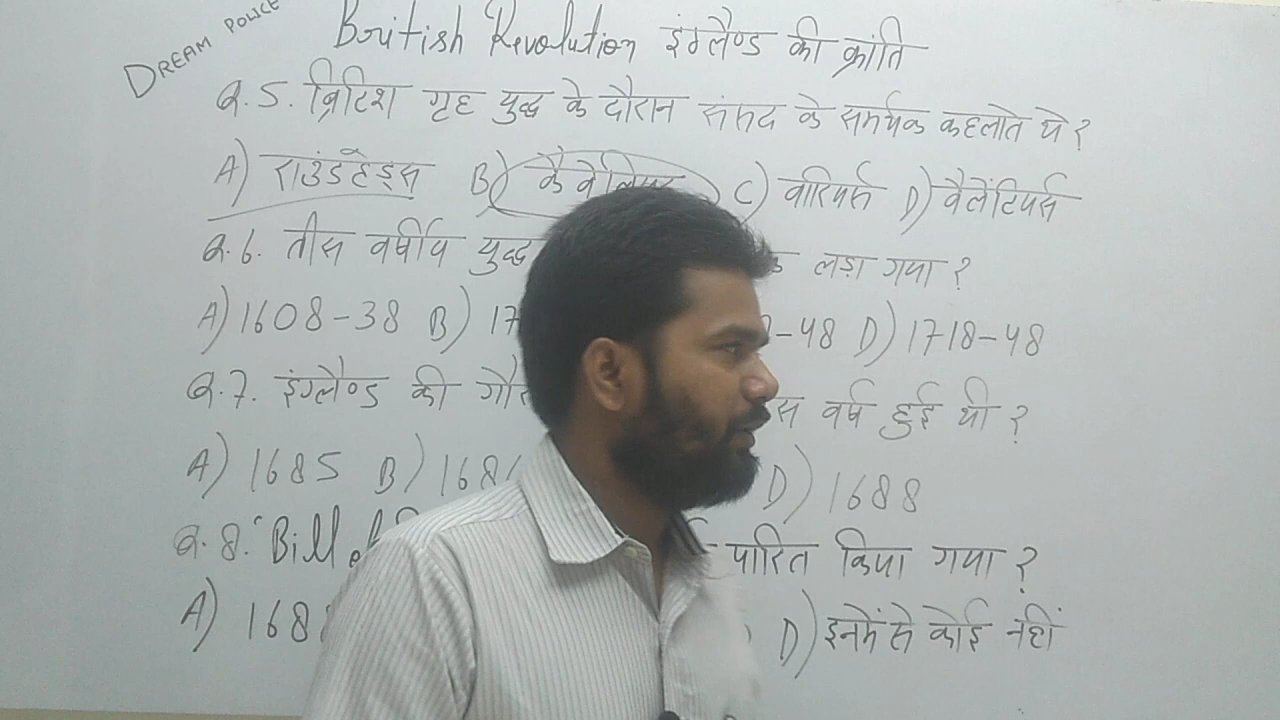 DREAM POLICE
British Revolution इंग्लैण्ड की क्रांति
Q.5. ब्रिटिश गृह युद्ध के दौरान संसद के समर्थक कहलाते थे?
A) राउंडहेड्स B) कैवेलियर C) वारियर्स D) वैलेंटियर्स
Q.6. तीस वर्षीय युद्ध लड़ा गया?
A) 1608-38 B) 17 -48 D) 1718-48
Q.7. इंग्लैण्ड की वर्ष हुई थी?
A) 1685 B) 168 D) 1688
Q.8. "Bill of पारित किया गया?
A) 168 D) इनमें से कोई नहीं